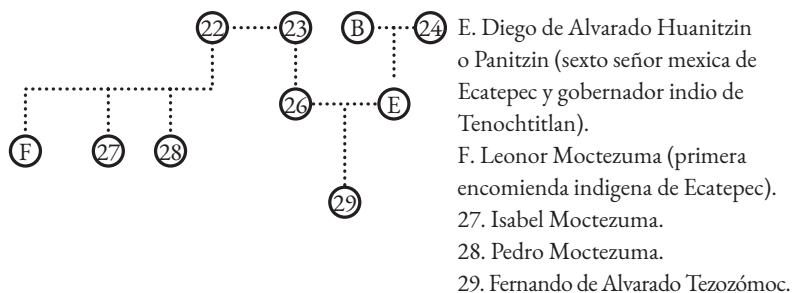 22 23 B 24
26 E
F 27 28
29
E. Diego de Alvarado Huanitzin
o Panitzin (sexto señor mexica de
Ecatepec y gobernador indio de
Tenochtitlan).
F. Leonor Moctezuma (primera
encomienda indigena de Ecatepec).
27. Isabel Moctezuma.
28. Pedro Moctezuma.
29. Fernando de Alvarado Tezozómoc.